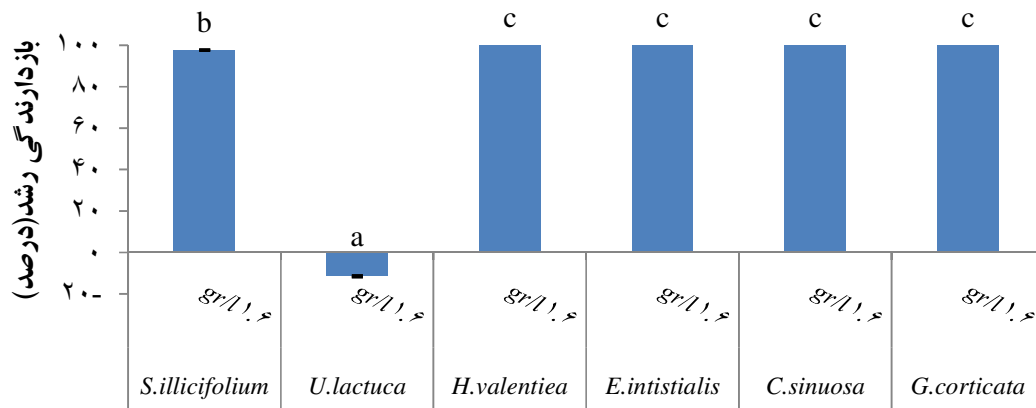 بازدارندگی رشد(درصد)
۱۰۰
۸۰
۶۰
۴۰
۲۰
۰
۲۰-
b a c c c c
gr/l ۱.۶ gr/l ۱.۶ gr/l ۱.۶ gr/l ۱.۶ gr/l ۱.۶ gr/l ۱.۶
S.illicifolium U.lactuca H.valentiea E.intistialis C.sinuosa G.corticata